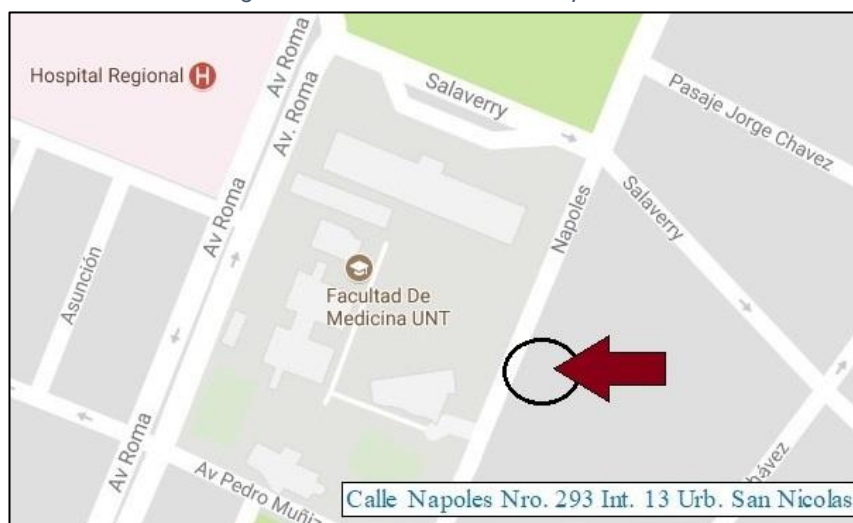 Hospital Regional H
Av Roma
Av. Roma
Salaverry
Pasaje Jorge Chavez
Av Roma
Napoles
Salaverry
Asunción
Facultad De
Medicina UNT
Av Roma
Av Pedro Muñiz
Calle Napoles Nro. 293 Int. 13 Urb. San Nicolas